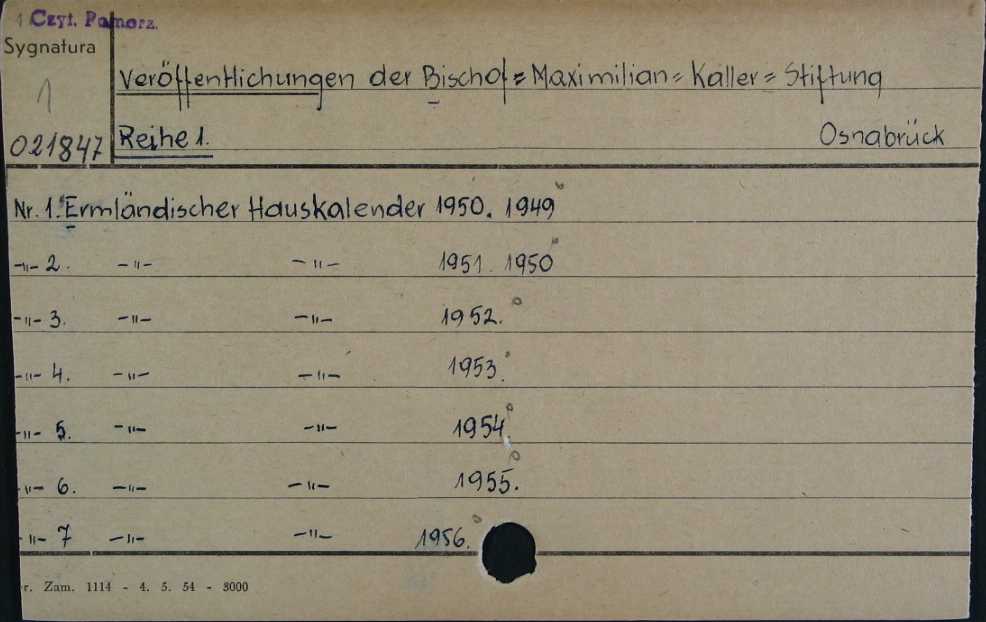 1 Czyt. Pomorz.
Sygnatura
1
Veröffentlichungen der Bischof=Maximilian=Kaller=Stiftung
021847 Reihe 1. Osnabrück
Nr. 1. Ermländischer Hauskalender 1950. 1949
-"- 2. -"- -"- 1951. 1950
-"- 3. -"- -"- 1952.
-"- 4. -"- -"- 1953.
-"- 5. -"- -"- 1954.
-"- 6. -"- -"- 1955.
-"- 7 -"- -"- 1956.
r. Zam. 1114 - 4. 5. 54 - 3000